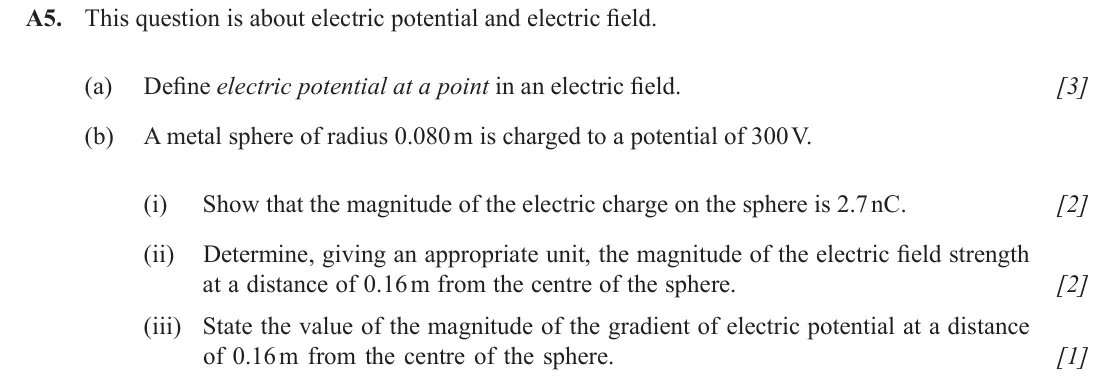 A5. This question is about electric potential and electric field.
(a) Define electric potential at a point in an electric field. [3]
(b) A metal sphere of radius 0.080 m is charged to a potential of 300 V.
(i) Show that the magnitude of the electric charge on the sphere is 2.7 nC. [2]
(ii) Determine, giving an appropriate unit, the magnitude of the electric field strength
at a distance of 0.16 m from the centre of the sphere. [2]
(iii) State the value of the magnitude of the gradient of electric potential at a distance
of 0.16 m from the centre of the sphere. [1]